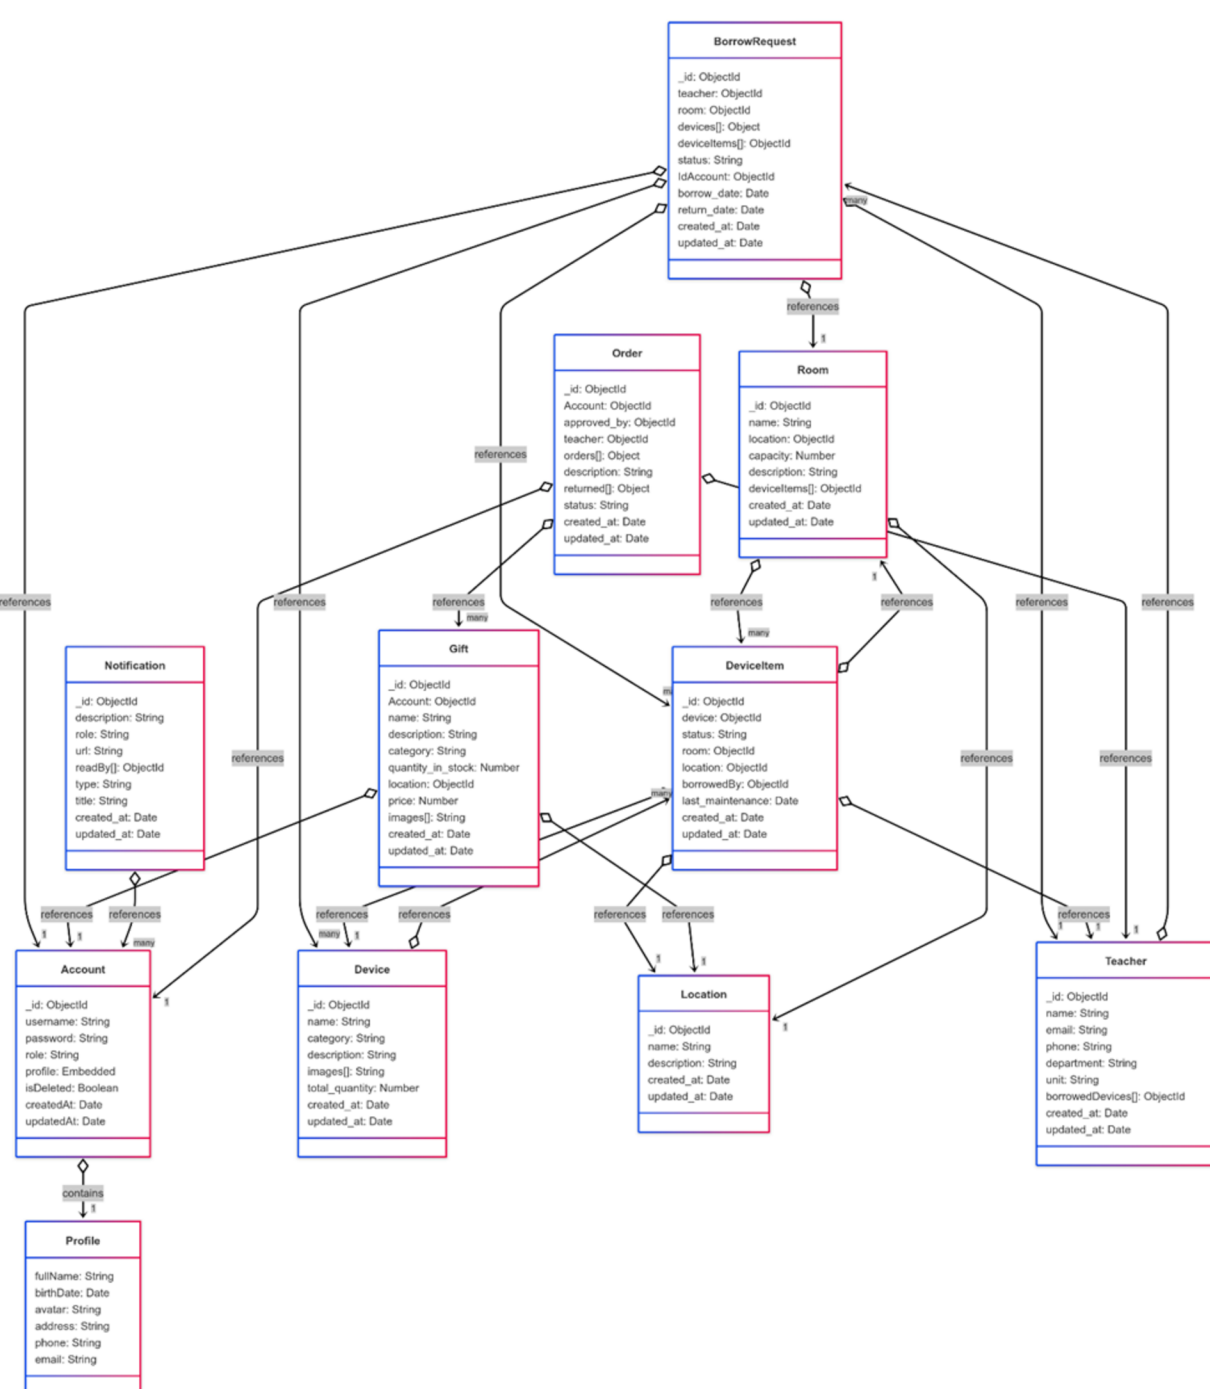 BorrowRequest
_id: ObjectId
teacher: ObjectId
room: ObjectId
devices[]: Object
deviceItems[]: ObjectId
status: String
IdAccount: ObjectId
borrow_date: Date
return_date: Date
created_at: Date
updated_at: Date
many
references
1
Order
_id: ObjectId
Account: ObjectId
approved_by: ObjectId
teacher: ObjectId
orders[]: Object
description: String
returned[]: Object
status: String
created_at: Date
updated_at: Date
Room
_id: ObjectId
name: String
location: ObjectId
capacity: Number
description: String
deviceItems[]: ObjectId
created_at: Date
updated_at: Date
references
1
references
references
references
many
references
many
references
references
references
Notification
_id: ObjectId
description: String
role: String
url: String
readBy[]: ObjectId
type: String
title: String
created_at: Date
updated_at: Date
Gift
_id: ObjectId
Account: ObjectId
name: String
description: String
category: String
quantity_in_stock: Number
location: ObjectId
price: Number
images[]: String
created_at: Date
updated_at: Date
DeviceItem
_id: ObjectId
device: ObjectId
status: String
room: ObjectId
location: ObjectId
borrowedBy: ObjectId
last_maintenance: Date
created_at: Date
updated_at: Date
references
references
references
many
references
references
references
references
references
references
references
1
1
many
many
1
1
1
1
1
1
Account
_id: ObjectId
username: String
password: String
role: String
profile: Embedded
isDeleted: Boolean
createdAt: Date
updatedAt: Date
1
Device
_id: ObjectId
name: String
category: String
description: String
images[]: String
total_quantity: Number
created_at: Date
updated_at: Date
Location
_id: ObjectId
name: String
description: String
created_at: Date
updated_at: Date
1
Teacher
_id: ObjectId
name: String
email: String
phone: String
department: String
unit: String
borrowedDevices[]: ObjectId
created_at: Date
updated_at: Date
contains
1
Profile
fullName: String
birthDate: Date
avatar: String
address: String
phone: String
email: String